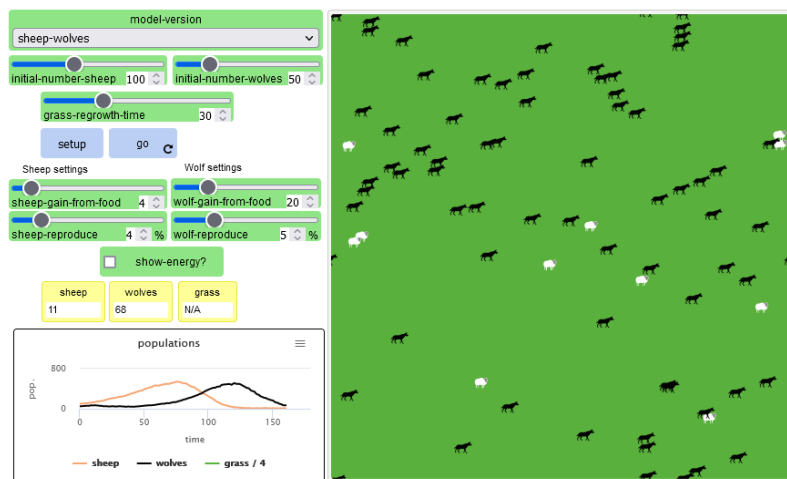 model-version
sheep-wolves
initial-number-sheep 100
initial-number-wolves 50
grass-regrowth-time 30
setup
go
Sheep settings
Wolf settings
sheep-gain-from-food 4
wolf-gain-from-food 20
sheep-reproduce 4 %
wolf-reproduce 5 %
show-energy?
sheep
11
wolves
68
grass
N/A
populations
800
0
pop.
0 50 100 150
time
sheep wolves grass / 4